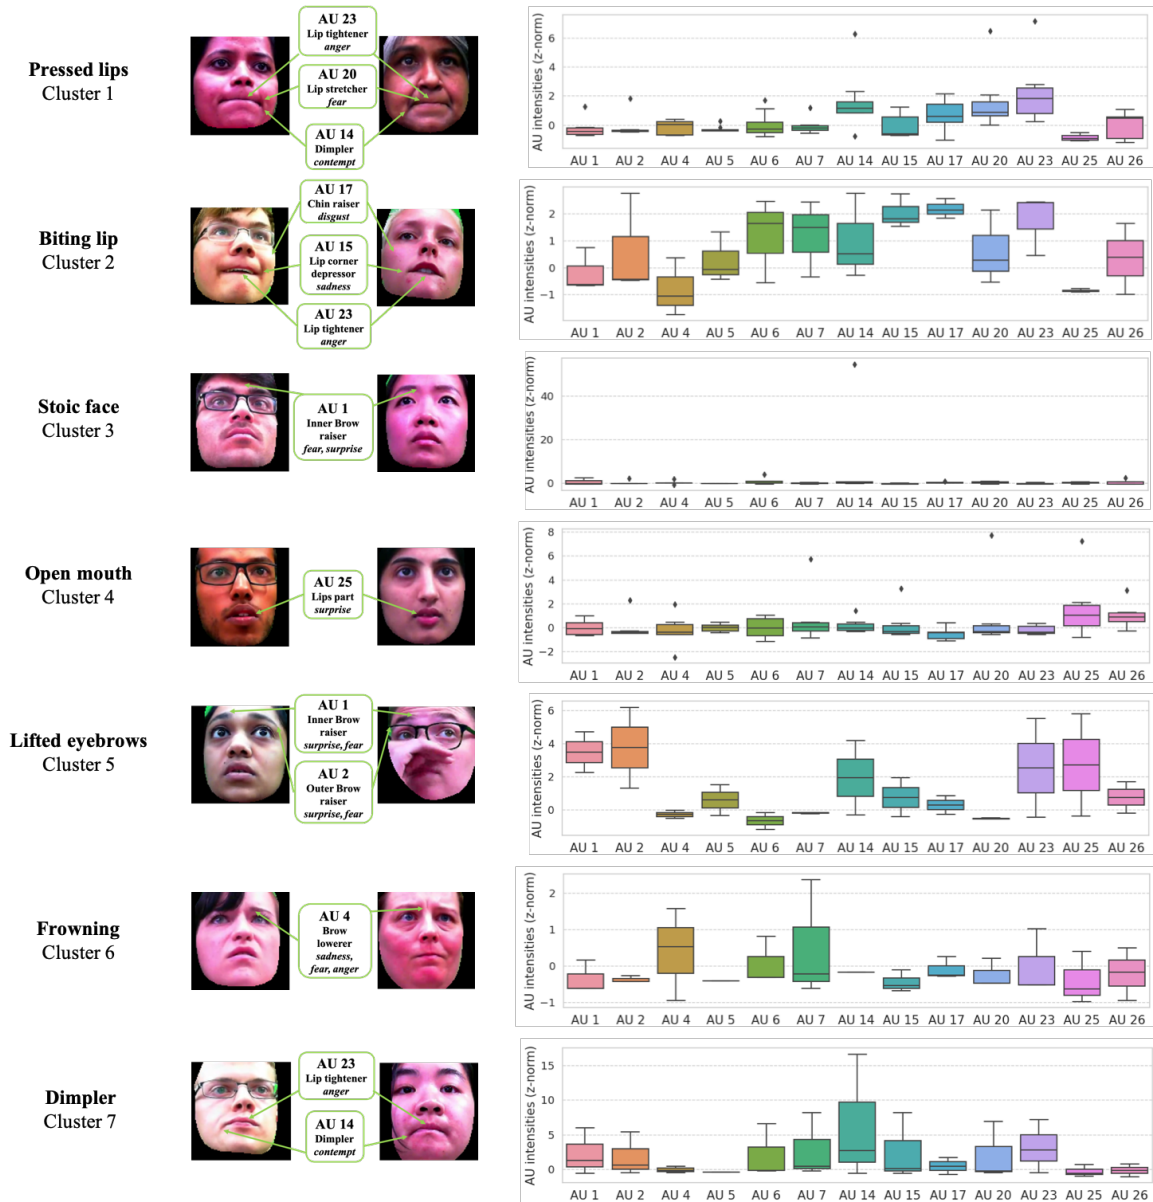 Pressed lips
Cluster 1
AU 23
Lip tightener
anger
AU 20
Lip stretcher
fear
AU 14
Dimpler
contempt
AU intensities (z-norm)
6
4
2
0
AU 1 AU 2 AU 4 AU 5 AU 6 AU 7 AU 14 AU 15 AU 17 AU 20 AU 23 AU 25 AU 26
Biting lip
Cluster 2
AU 17
Chin raiser
disgust
AU 15
Lip corner
depressor
sadness
AU 23
Lip tightener
anger
AU intensities (z-norm)
2
1
0
−1
AU 1 AU 2 AU 4 AU 5 AU 6 AU 7 AU 14 AU 15 AU 17 AU 20 AU 23 AU 25 AU 26
Stoic face
Cluster 3
AU 1
Inner Brow
raiser
fear, surprise
AU intensities (z-norm)
40
20
0
AU 1 AU 2 AU 4 AU 5 AU 6 AU 7 AU 14 AU 15 AU 17 AU 20 AU 23 AU 25 AU 26
Open mouth
Cluster 4
AU 25
Lips part
surprise
AU intensities (z-norm)
8
6
4
2
0
−2
AU 1 AU 2 AU 4 AU 5 AU 6 AU 7 AU 14 AU 15 AU 17 AU 20 AU 23 AU 25 AU 26
Lifted eyebrows
Cluster 5
AU 1
Inner Brow
raiser
surprise, fear
AU 2
Outer Brow
raiser
surprise, fear
AU intensities (z-norm)
6
4
2
0
AU 1 AU 2 AU 4 AU 5 AU 6 AU 7 AU 14 AU 15 AU 17 AU 20 AU 23 AU 25 AU 26
Frowning
Cluster 6
AU 4
Brow
lowerer
sadness,
fear, anger
AU intensities (z-norm)
2
1
0
−1
AU 1 AU 2 AU 4 AU 5 AU 6 AU 7 AU 14 AU 15 AU 17 AU 20 AU 23 AU 25 AU 26
Dimpler
Cluster 7
AU 23
Lip tightener
anger
AU 14
Dimpler
contempt
AU intensities (z-norm)
15
10
5
0
AU 1 AU 2 AU 4 AU 5 AU 6 AU 7 AU 14 AU 15 AU 17 AU 20 AU 23 AU 25 AU 26